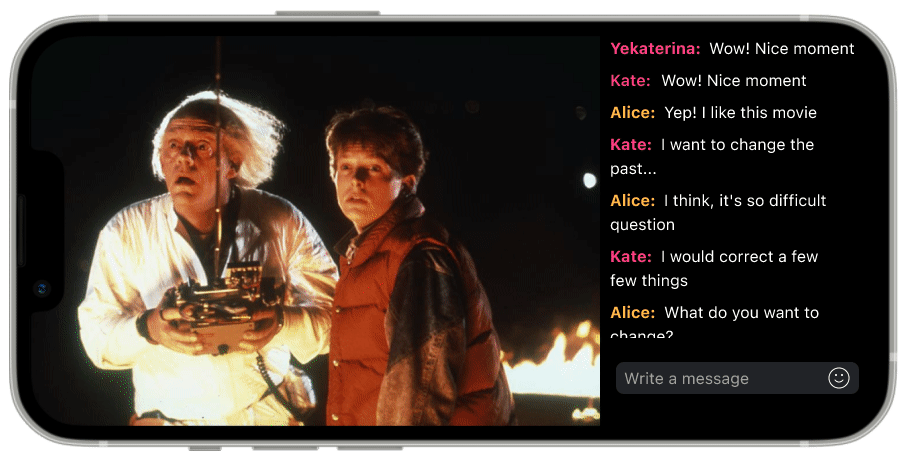 Yekaterina: Wow! Nice moment
Kate: Wow! Nice moment
Alice: Yep! I like this movie
Kate: I want to change the
past...
Alice: I think, it's so difficult
question
Kate: I would correct a few
few things
Alice: What do you want to
change?
Write a message